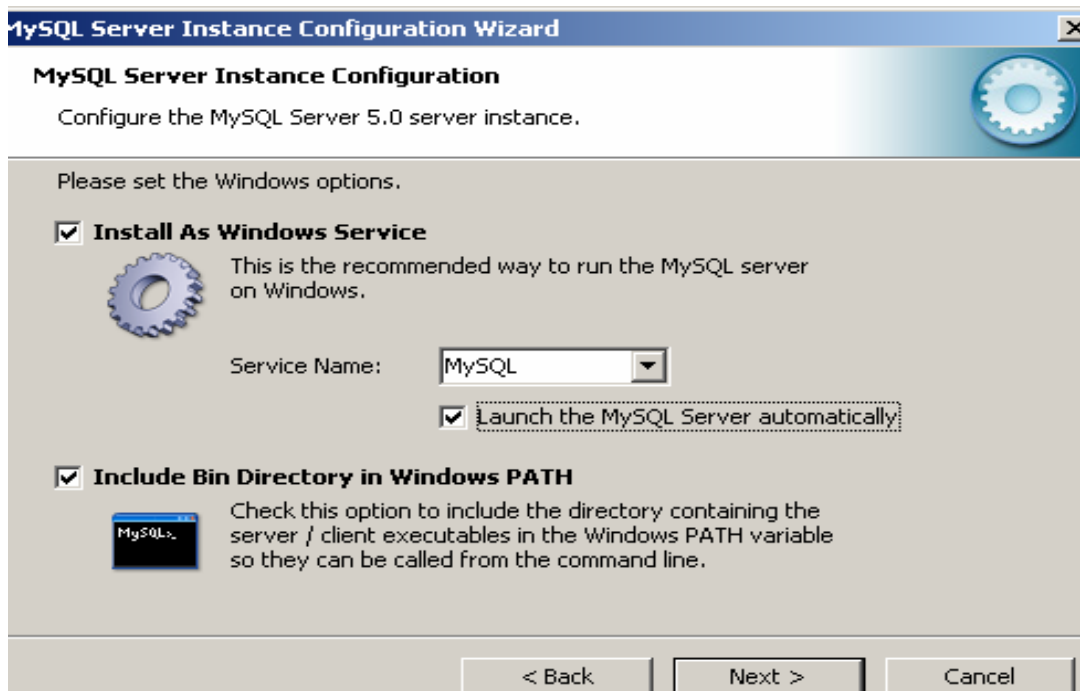 MySQL Server Instance Configuration Wizard
MySQL Server Instance Configuration
Configure the MySQL Server 5.0 server instance.
Please set the Windows options.
Install As Windows Service
This is the recommended way to run the MySQL server
on Windows.
Service Name: MySQL
Launch the MySQL Server automatically
Include Bin Directory in Windows PATH
Check this option to include the directory containing the
server / client executables in the Windows PATH variable
so they can be called from the command line.
MySQL>_
< Back Next > Cancel